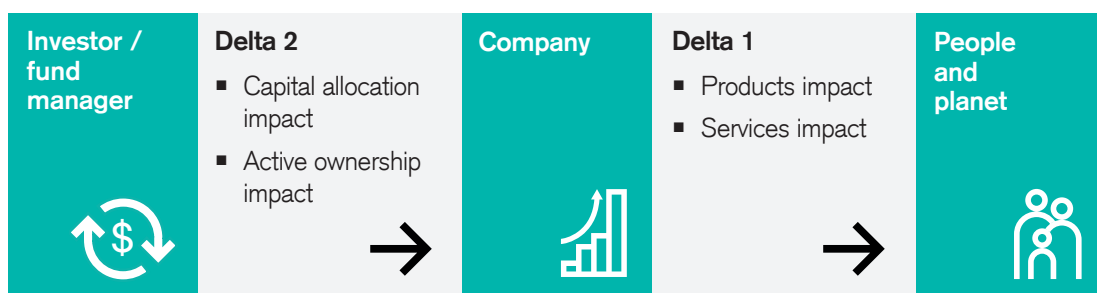 Investor /
fund
manager
$
Delta 2
▪ Capital allocation
impact
▪ Active ownership
impact
Company
Delta 1
▪ Products impact
▪ Services impact
People
and
planet